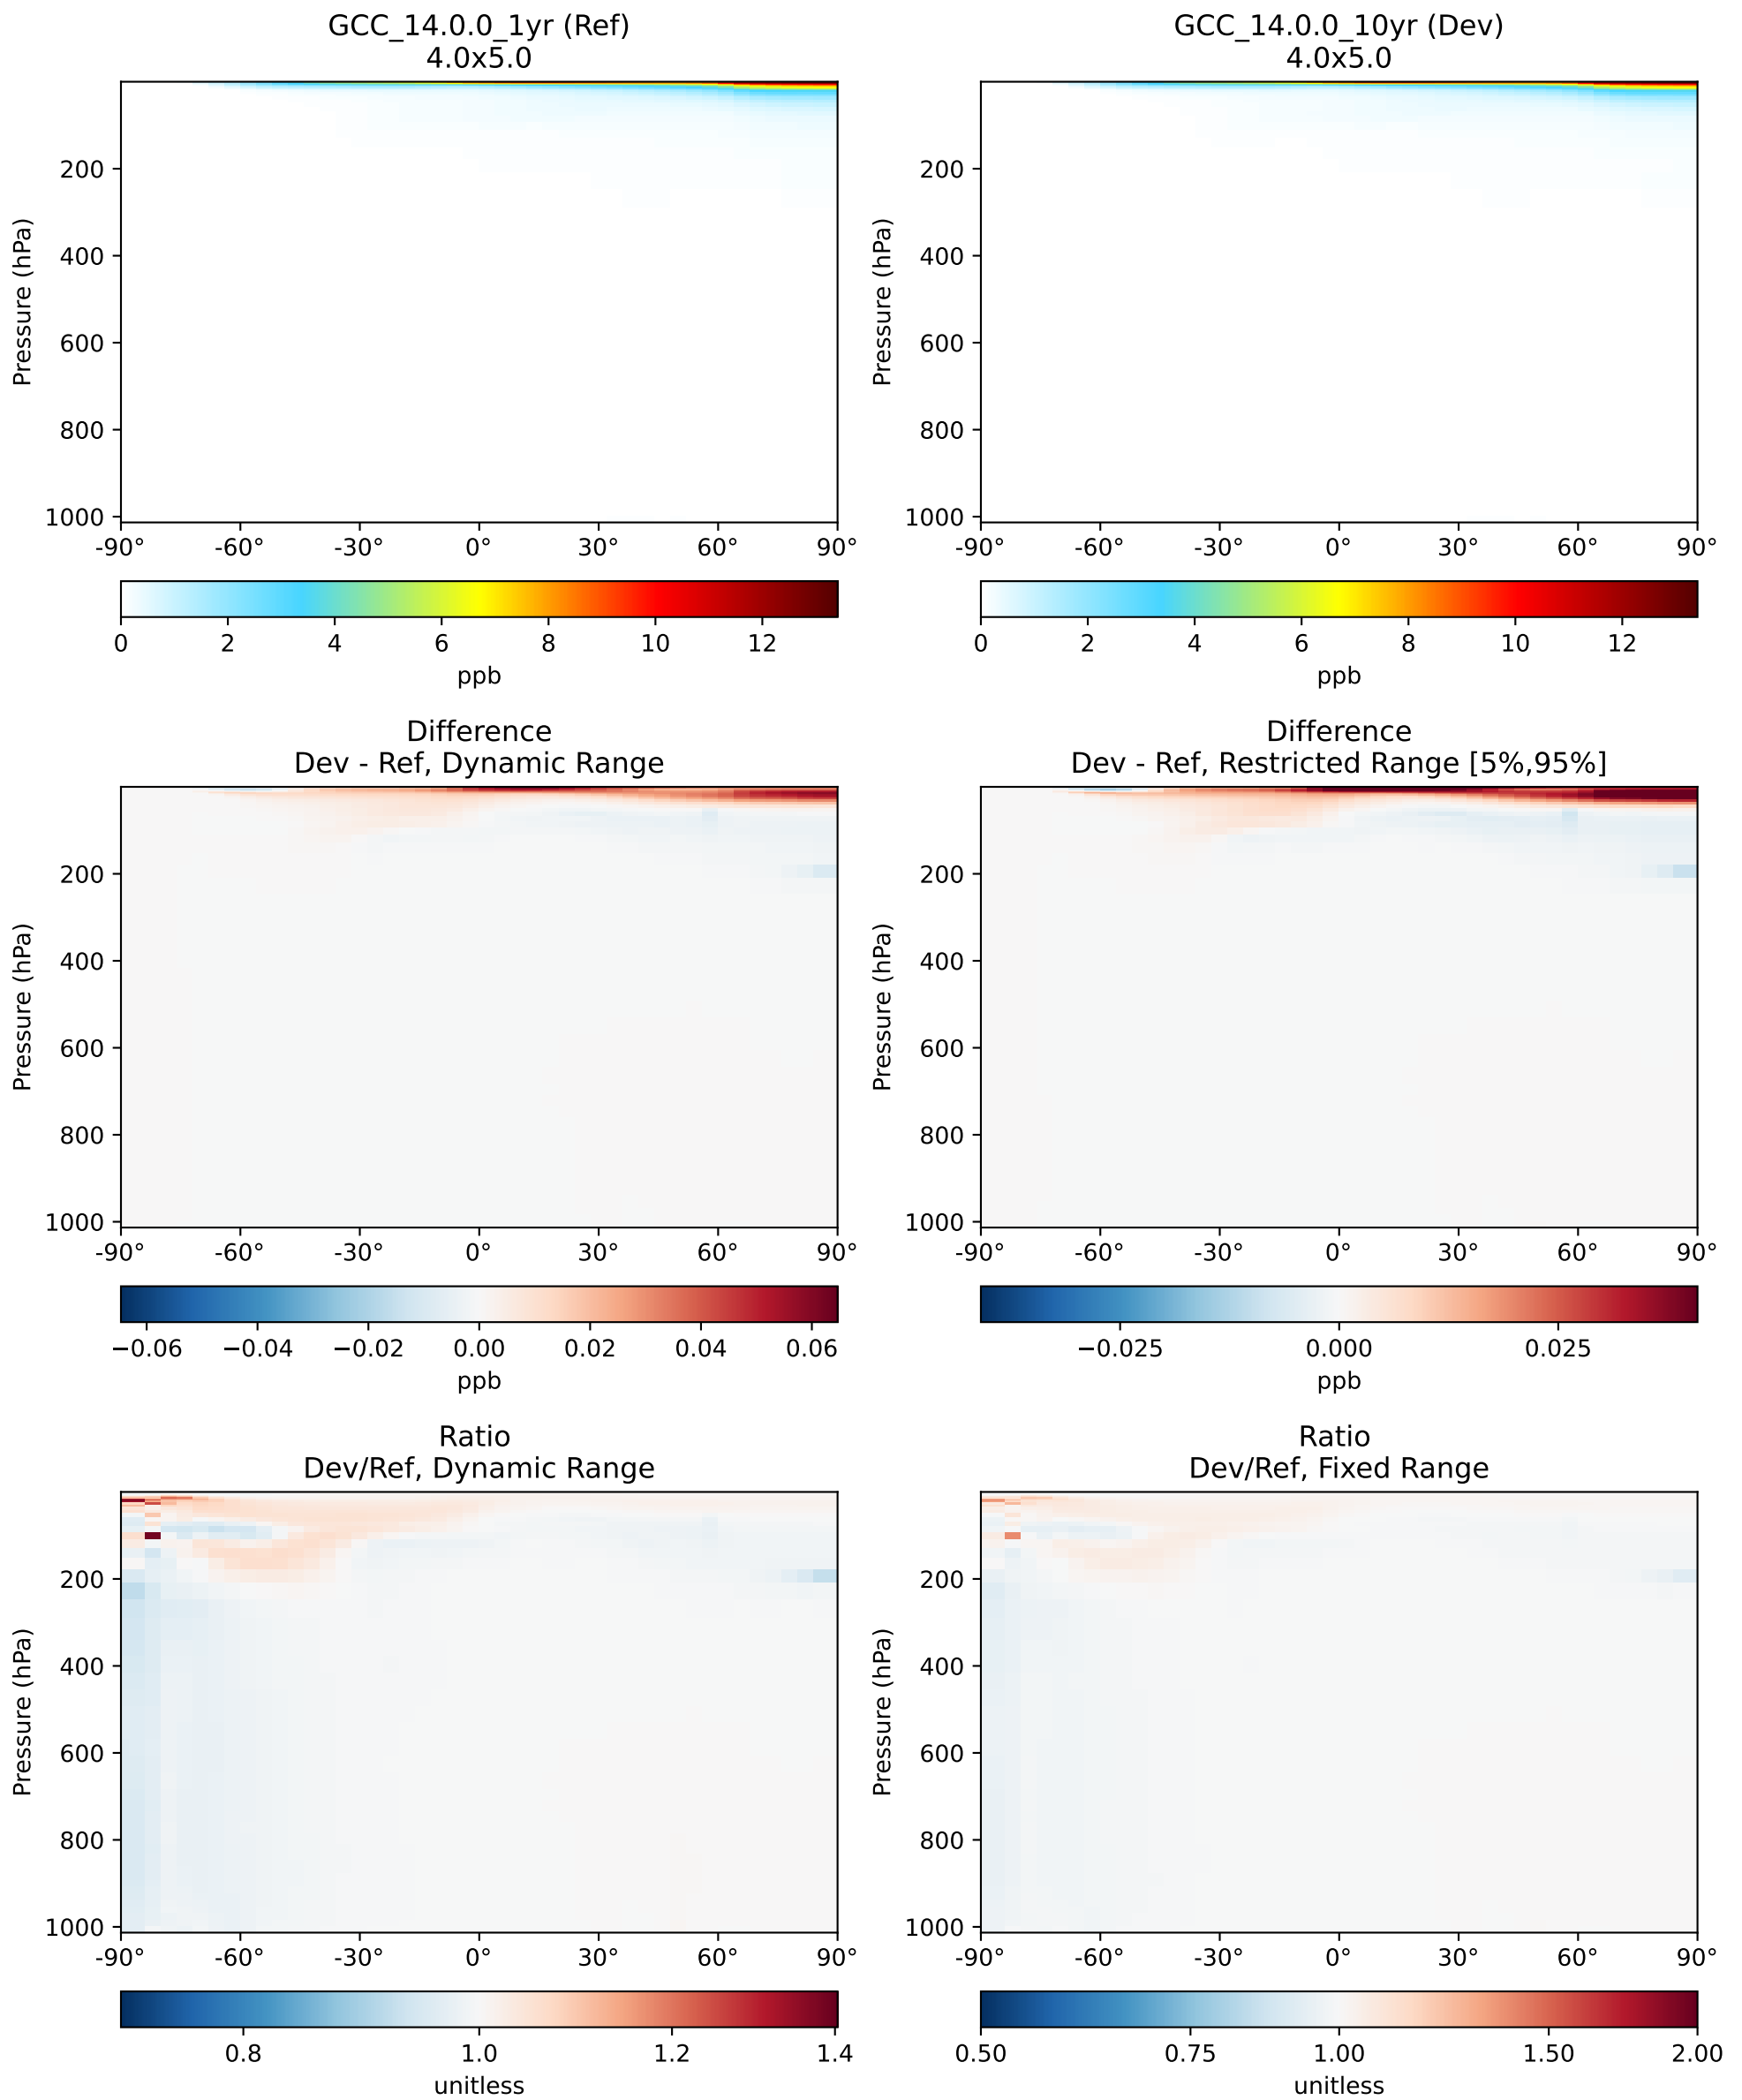 GCC_14.0.0_1yr (Ref)
4.0x5.0
GCC_14.0.0_10yr (Dev)
4.0x5.0
Pressure (hPa)
200
400
600
800
1000
-90° -60° -30° 0° 30° 60° 90°
0 2 4 6 8 10 12
ppb
Pressure (hPa)
200
400
600
800
1000
-90° -60° -30° 0° 30° 60° 90°
0 2 4 6 8 10 12
ppb
Difference
Dev - Ref, Dynamic Range
Pressure (hPa)
200
400
600
800
1000
-90° -60° -30° 0° 30° 60° 90°
−0.06 −0.04 −0.02 0.00 0.02 0.04 0.06
ppb
Difference
Dev - Ref, Restricted Range [5%,95%]
Pressure (hPa)
200
400
600
800
1000
-90° -60° -30° 0° 30° 60° 90°
−0.025 0.000 0.025
ppb
Ratio
Dev/Ref, Dynamic Range
Pressure (hPa)
200
400
600
800
1000
-90° -60° -30° 0° 30° 60° 90°
0.8 1.0 1.2 1.4
unitless
Ratio
Dev/Ref, Fixed Range
Pressure (hPa)
200
400
600
800
1000
-90° -60° -30° 0° 30° 60° 90°
0.50 0.75 1.00 1.50 2.00
unitless